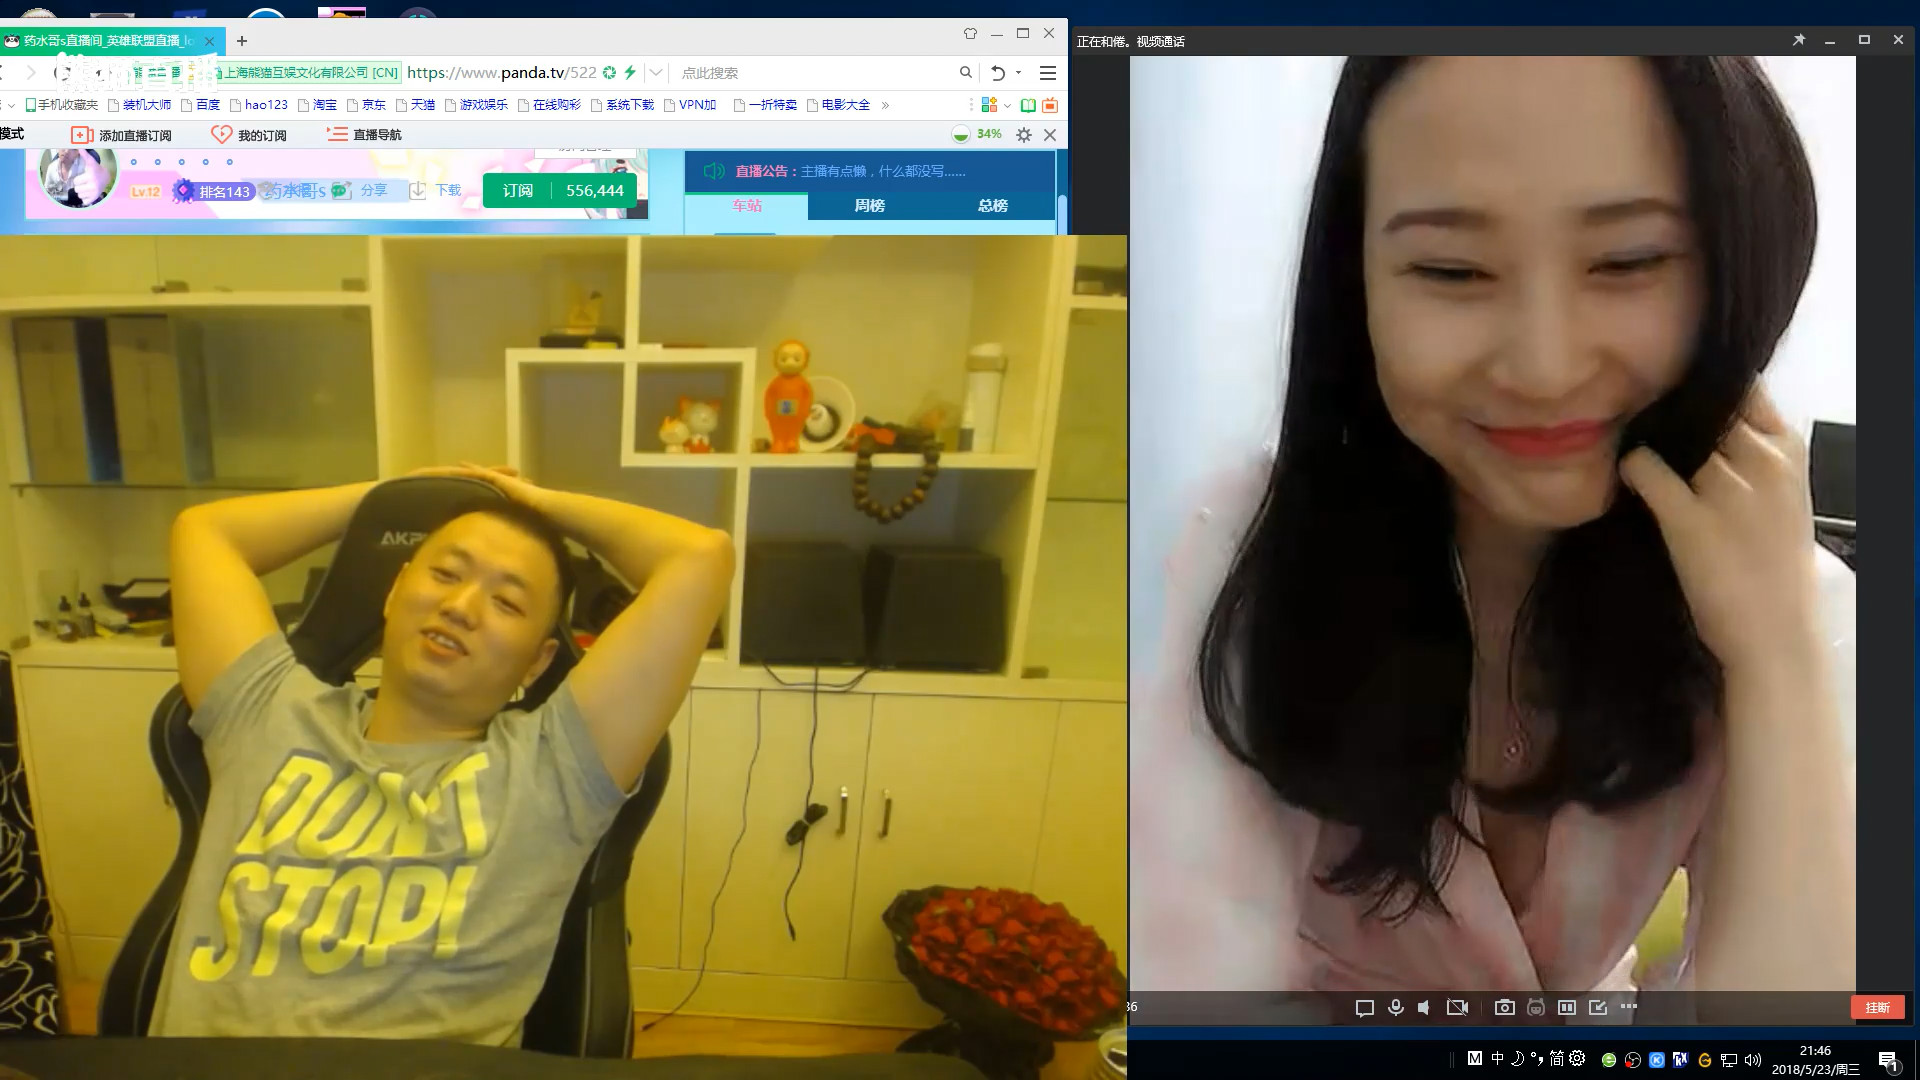 药水哥s直播间_英雄联盟直播_lo
正在和倦。视频通话
上海熊猫互娱文化有限公司 [CN]
https://www.panda.tv/522
点此搜索
手机收藏夹
装机大师
百度
hao123
淘宝
京东
天猫
游戏娱乐
在线购彩
系统下载
VPN加
一折特卖
电影大全
模式
添加直播订阅
我的订阅
直播导航
34%
Lv.12
排名143
药水哥s
分享
下载
订阅
556,444
直播公告：主播有点懒，什么都没写......
车站
周榜
总榜
DON'T
STOP!
36
挂断
M
中
简
21:46
2018/5/23/周三
1